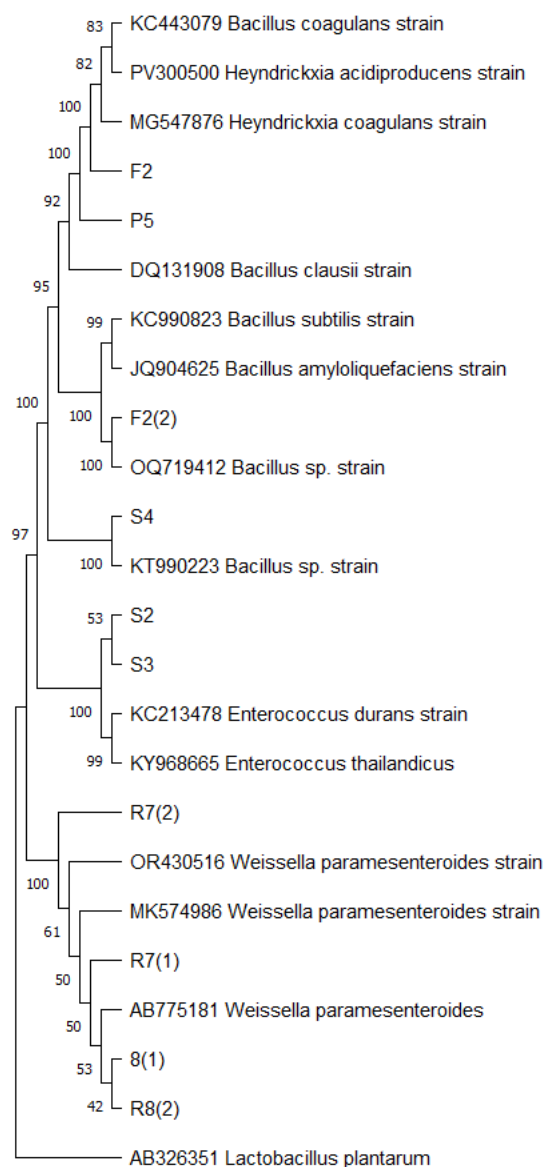 83
KC443079 Bacillus coagulans strain
82
PV300500 Heyndrickxia acidiproducens strain
100
MG547876 Heyndrickxia coagulans strain
100
F2
92
P5
95
DQ131908 Bacillus clausii strain
99
KC990823 Bacillus subtilis strain
JQ904625 Bacillus amyloliquefaciens strain
100
100
F2(2)
100
OQ719412 Bacillus sp. strain
97
S4
100
KT990223 Bacillus sp. strain
53
S2
S3
100
KC213478 Enterococcus durans strain
99
KY968665 Enterococcus thailandicus
R7(2)
100
OR430516 Weissella paramesenteroides strain
61
MK574986 Weissella paramesenteroides strain
50
R7(1)
50
AB775181 Weissella paramesenteroides
53
8(1)
42
R8(2)
AB326351 Lactobacillus plantarum